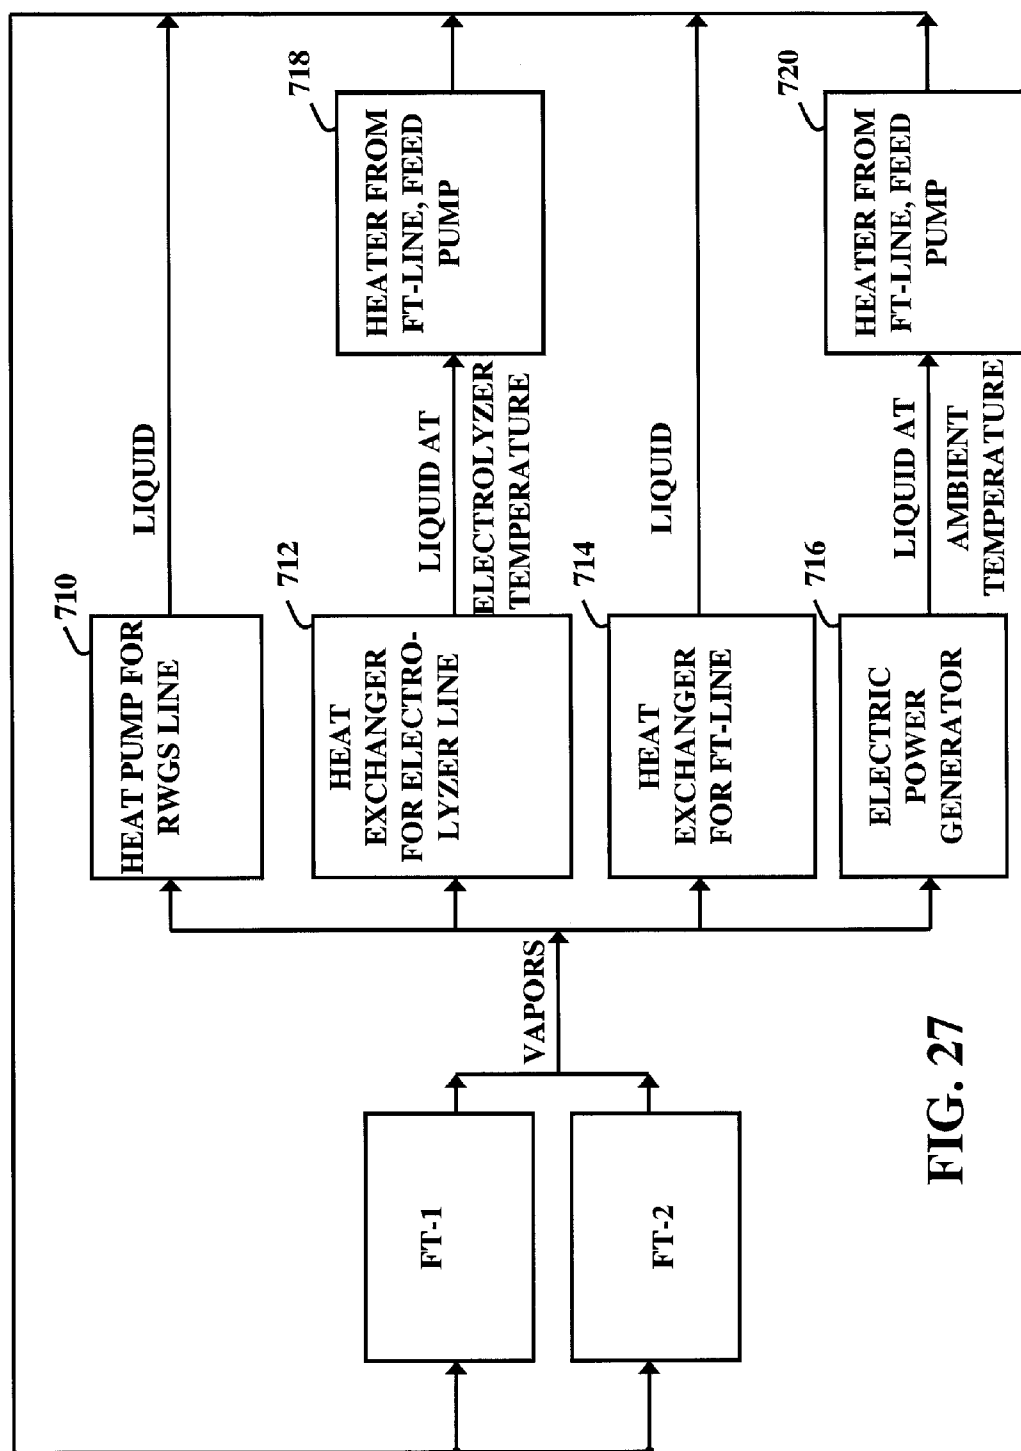 FT-1
FT-2
VAPORS
710
HEAT PUMP FOR
RWGS LINE
LIQUID
712
HEAT
EXCHANGER
FOR ELECTRO-
LYZER LINE
LIQUID AT
ELECTROLYZER
TEMPERATURE
718
HEATER FROM
FT-LINE, FEED
PUMP
714
HEAT
EXCHANGER
FOR FT-LINE
LIQUID
716
ELECTRIC
POWER
GENERATOR
LIQUID AT
AMBIENT
TEMPERATURE
720
HEATER FROM
FT-LINE, FEED
PUMP
FIG. 27